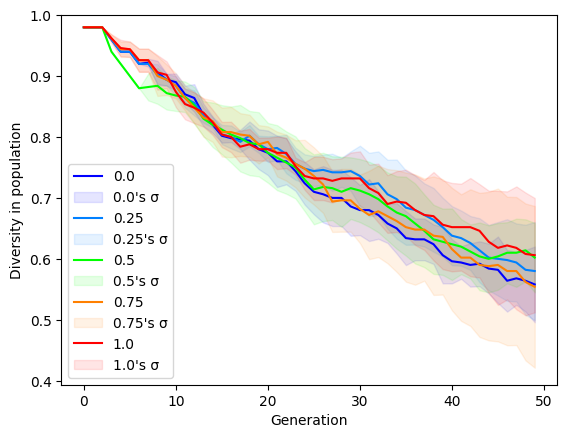 1.0
0.9
0.8
0.7
0.6
0.5
0.4
Diversity in population
0.0
0.0's σ
0.25
0.25's σ
0.5
0.5's σ
0.75
0.75's σ
1.0
1.0's σ
0 10 20 30 40 50
Generation